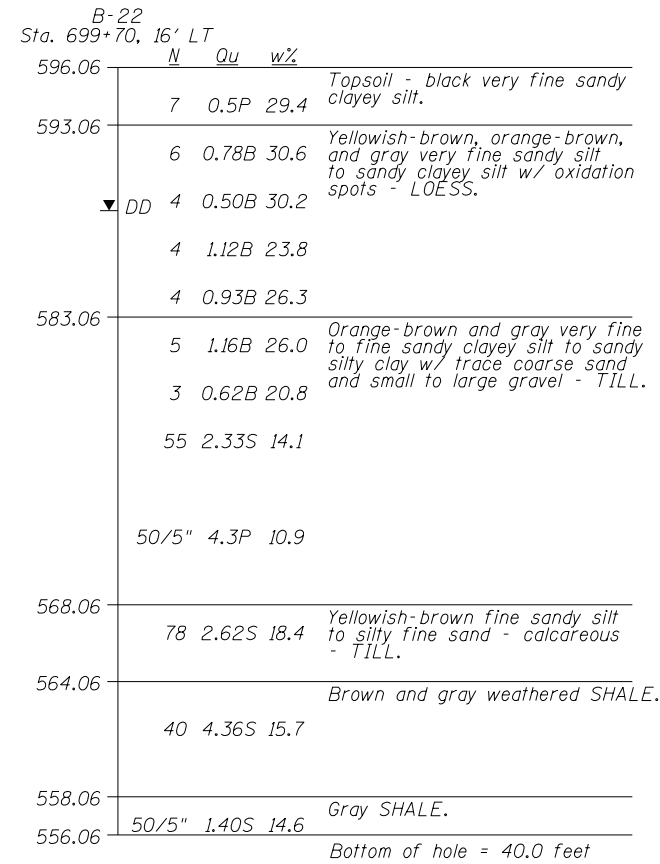 B-22
Sta. 699+70, 16' LT
N Qu w%
596.06
Topsoil - black very fine sandy
clayey silt.
7 0.5P 29.4
593.06
Yellowish-brown, orange-brown,
and gray very fine sandy silt
to sandy clayey silt w/ oxidation
spots - LOESS.
6 0.78B 30.6
DD 4 0.50B 30.2
4 1.12B 23.8
4 0.93B 26.3
583.06
Orange-brown and gray very fine
to fine sandy clayey silt to sandy
silty clay w/ trace coarse sand
and small to large gravel - TILL.
5 1.16B 26.0
3 0.62B 20.8
55 2.33S 14.1
50/5" 4.3P 10.9
568.06
Yellowish-brown fine sandy silt
to silty fine sand - calcareous
- TILL.
78 2.62S 18.4
564.06
Brown and gray weathered SHALE.
40 4.36S 15.7
558.06
Gray SHALE.
50/5" 1.40S 14.6
556.06
Bottom of hole = 40.0 feet